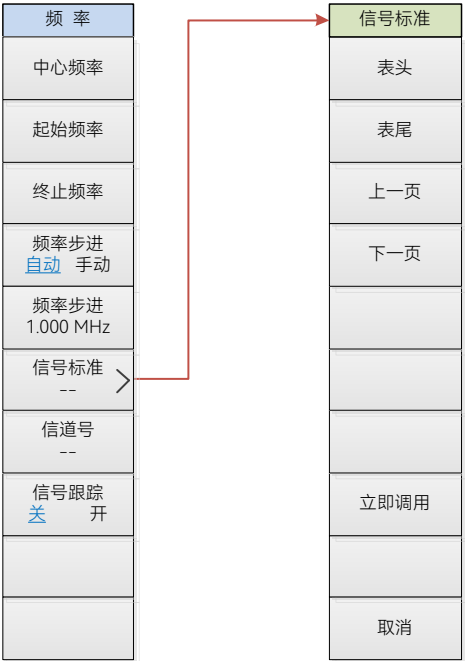 频 率
中心频率
起始频率
终止频率
频率步进
自动 手动
频率步进
1.000 MHz
信号标准
--
信道号
--
信号跟踪
关 开
信号标准
表头
表尾
上一页
下一页
立即调用
取消